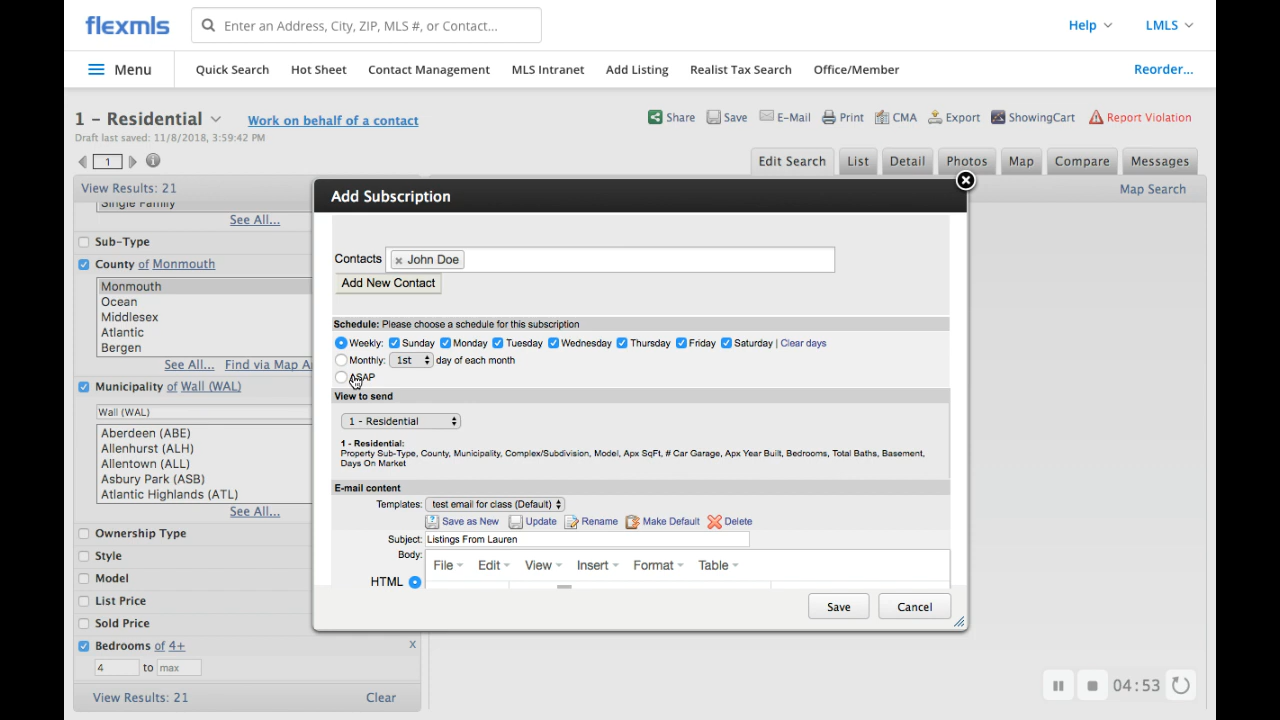 flexmls
Enter an Address, City, ZIP, MLS #, or Contact...
Help
LMLS
Menu
Quick Search
Hot Sheet
Contact Management
MLS Intranet
Add Listing
Realist Tax Search
Office/Member
Reorder...
1 - Residential
Work on behalf of a contact
Draft last saved: 11/8/2018, 3:59:42 PM
Share
Save
E-Mail
Print
CMA
Export
ShowingCart
Report Violation
1
Edit Search
List
Detail
Photos
Map
Compare
Messages
View Results: 21
Map Search
Single Family
See All...
Sub-Type
County of Monmouth
Monmouth
Ocean
Middlesex
Atlantic
Bergen
See All... Find via Map A
Municipality of Wall (WAL)
Wall (WAL)
Aberdeen (ABE)
Allenhurst (ALH)
Allentown (ALL)
Asbury Park (ASB)
Atlantic Highlands (ATL)
See All...
Ownership Type
Style
Model
List Price
Sold Price
Bedrooms of 4+ X
4 to max
View Results: 21 Clear
Add Subscription
Contacts × John Doe
Add New Contact
Schedule: Please choose a schedule for this subscription
Weekly: Sunday Monday Tuesday Wednesday Thursday Friday Saturday | Clear days
Monthly: 1st day of each month
ASAP
View to send
1 - Residential
1 - Residential:
Property Sub-Type, County, Municipality, Complex/Subdivision, Model, Apx SqFt, # Car Garage, Apx Year Built, Bedrooms, Total Baths, Basement,
Days On Market
E-mail content
Templates: test email for class (Default)
Save as New Update Rename Make Default Delete
Subject: Listings From Lauren
Body:
File Edit View Insert Format Table
HTML
Save
Cancel
04:53